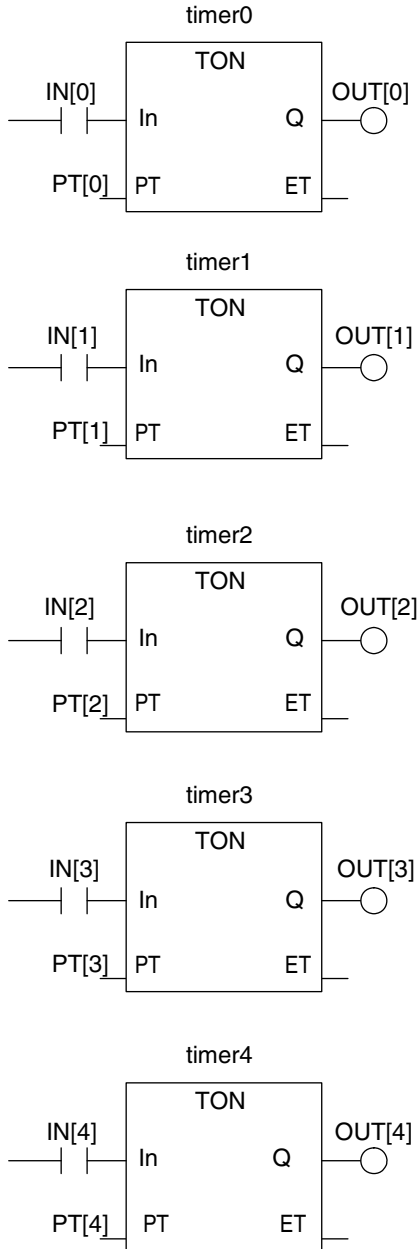 timer0
TON
IN[0] OUT[0]
In Q
PT[0] PT ET
timer1
TON
IN[1] OUT[1]
In Q
PT[1] PT ET
timer2
TON
IN[2] OUT[2]
In Q
PT[2] PT ET
timer3
TON
IN[3] OUT[3]
In Q
PT[3] PT ET
timer4
TON
IN[4] OUT[4]
In Q
PT[4] PT ET